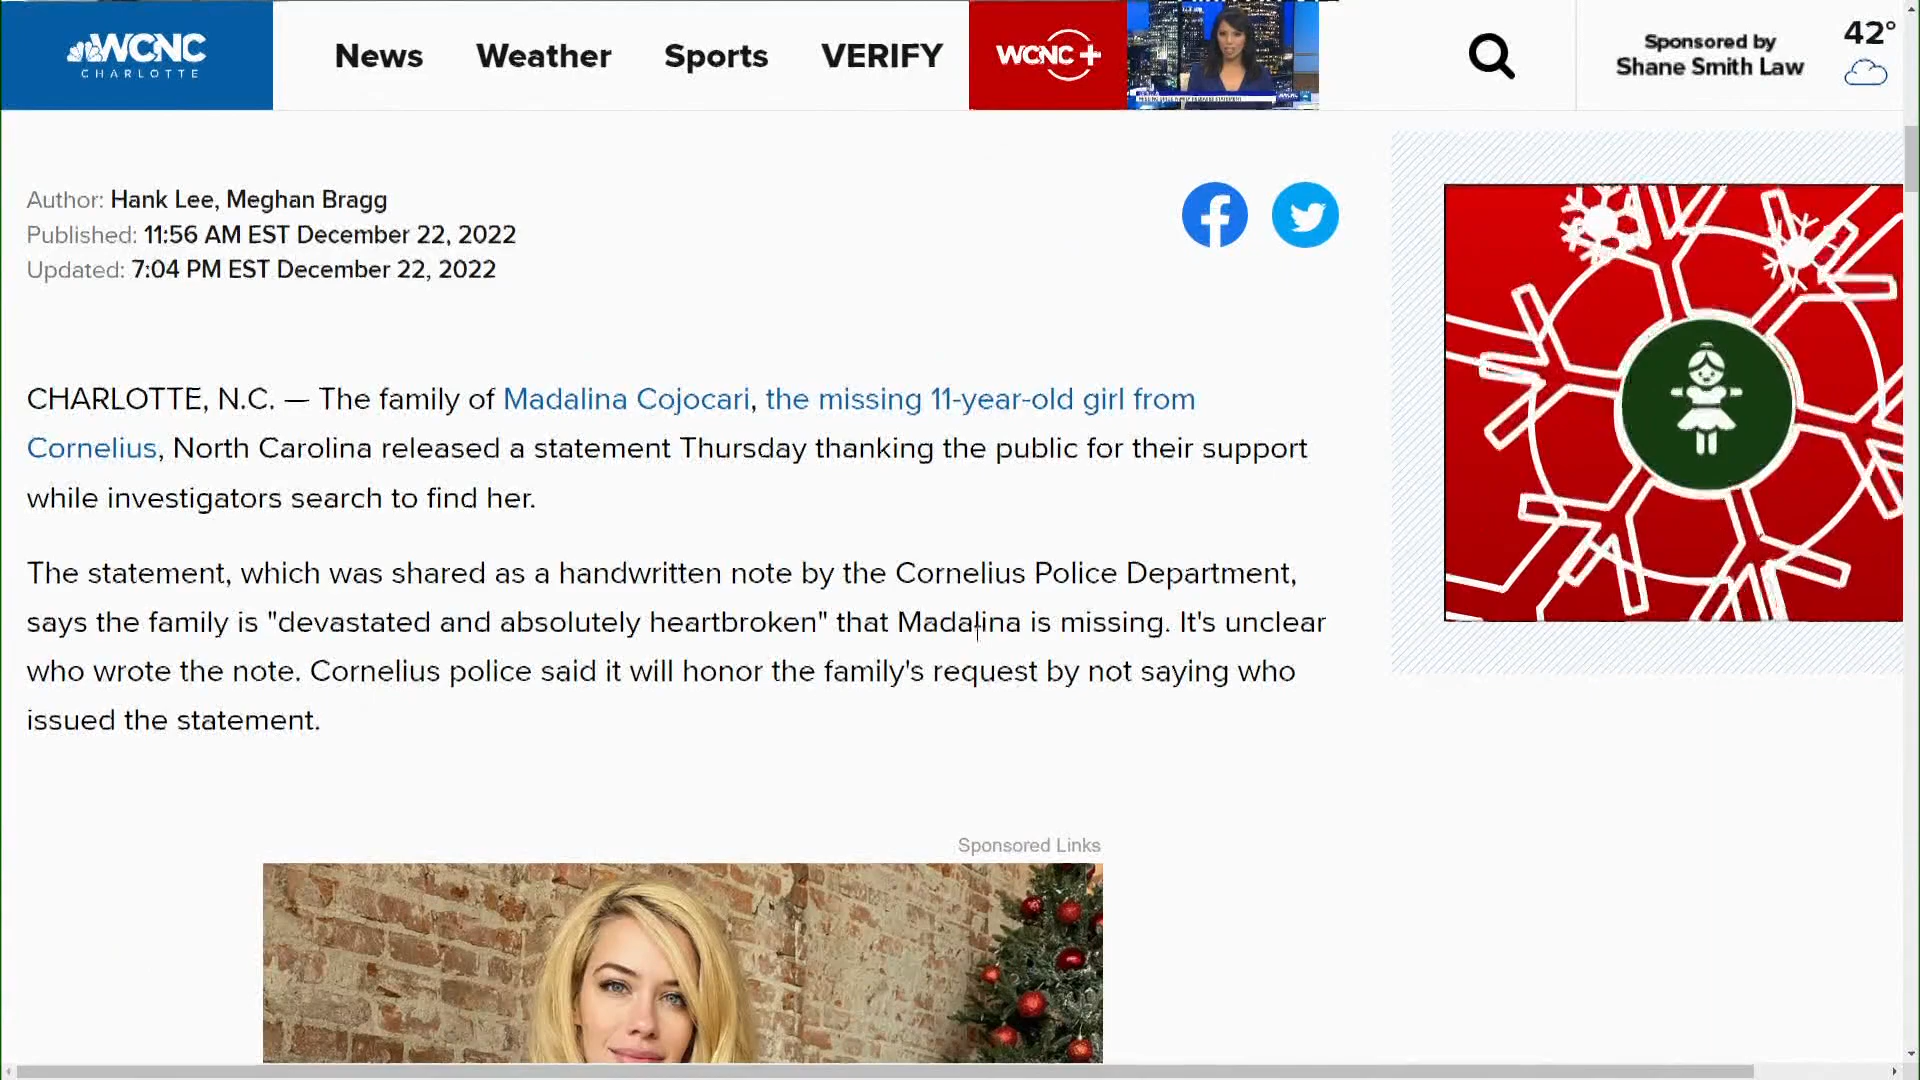 WCNC
CHARLOTTE
News
Weather
Sports
VERIFY
WCNC+
Sponsored by
Shane Smith Law
42°
Author: Hank Lee, Meghan Bragg
Published: 11:56 AM EST December 22, 2022
Updated: 7:04 PM EST December 22, 2022
CHARLOTTE, N.C. — The family of Madalina Cojocari, the missing 11-year-old girl from
Cornelius, North Carolina released a statement Thursday thanking the public for their support
while investigators search to find her.
The statement, which was shared as a handwritten note by the Cornelius Police Department,
says the family is "devastated and absolutely heartbroken" that Madalina is missing. It's unclear
who wrote the note. Cornelius police said it will honor the family's request by not saying who
issued the statement.
Sponsored Links